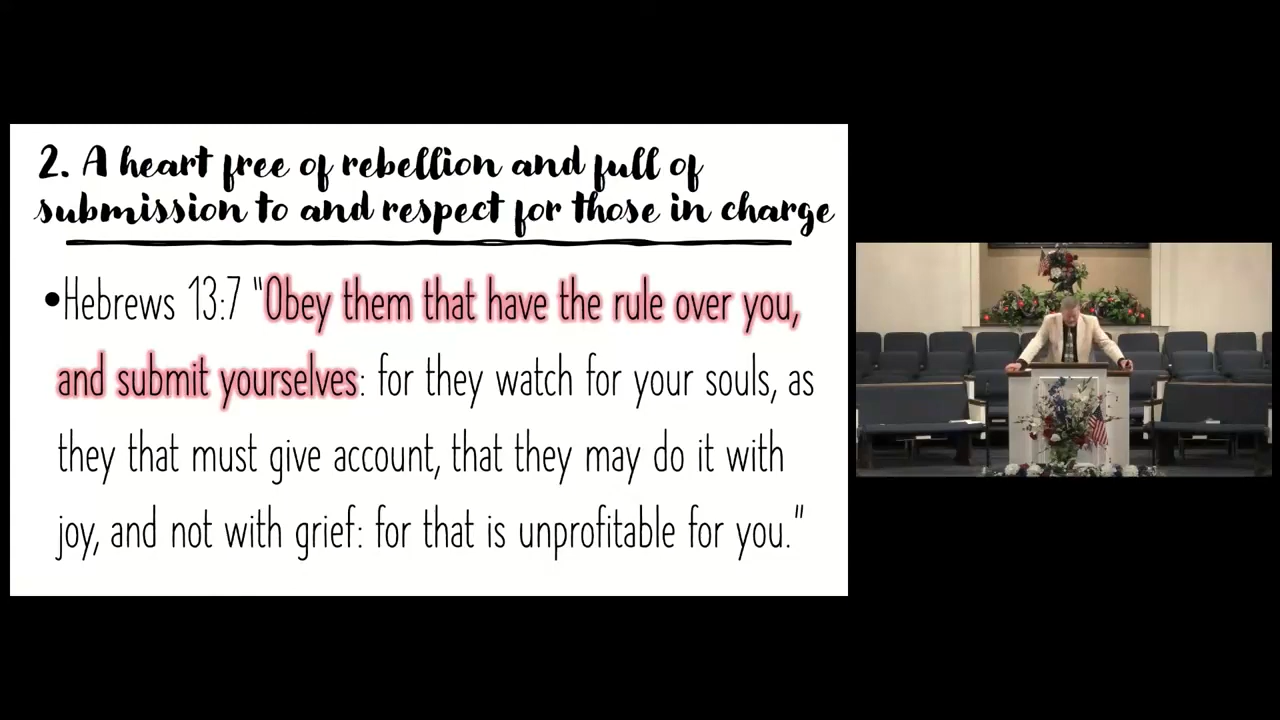 2. A heart free of rebellion and full of
submission to and respect for those in charge
•Hebrews 13:7 "Obey them that have the rule over you,
and submit yourselves: for they watch for your souls, as
they that must give account, that they may do it with
joy, and not with grief: for that is unprofitable for you."